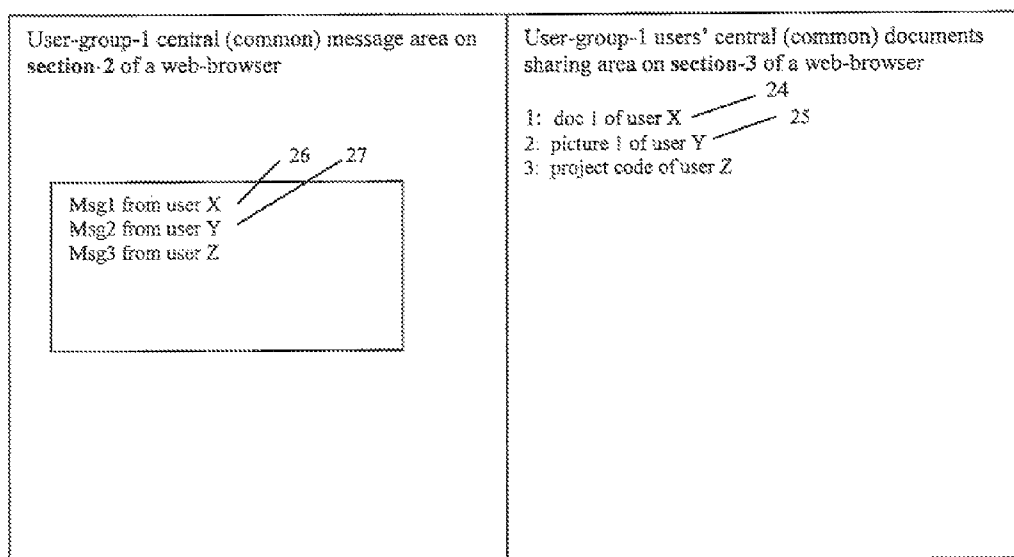 User-group-1 central (common) message area on
section-2 of a web-browser
26 27
Msg1 from user X
Msg2 from user Y
Msg3 from user Z
User-group-1 users' central (common) documents
sharing area on section-3 of a web-browser
24
1: doc 1 of user X
25
2: picture 1 of user Y
3: project code of user Z